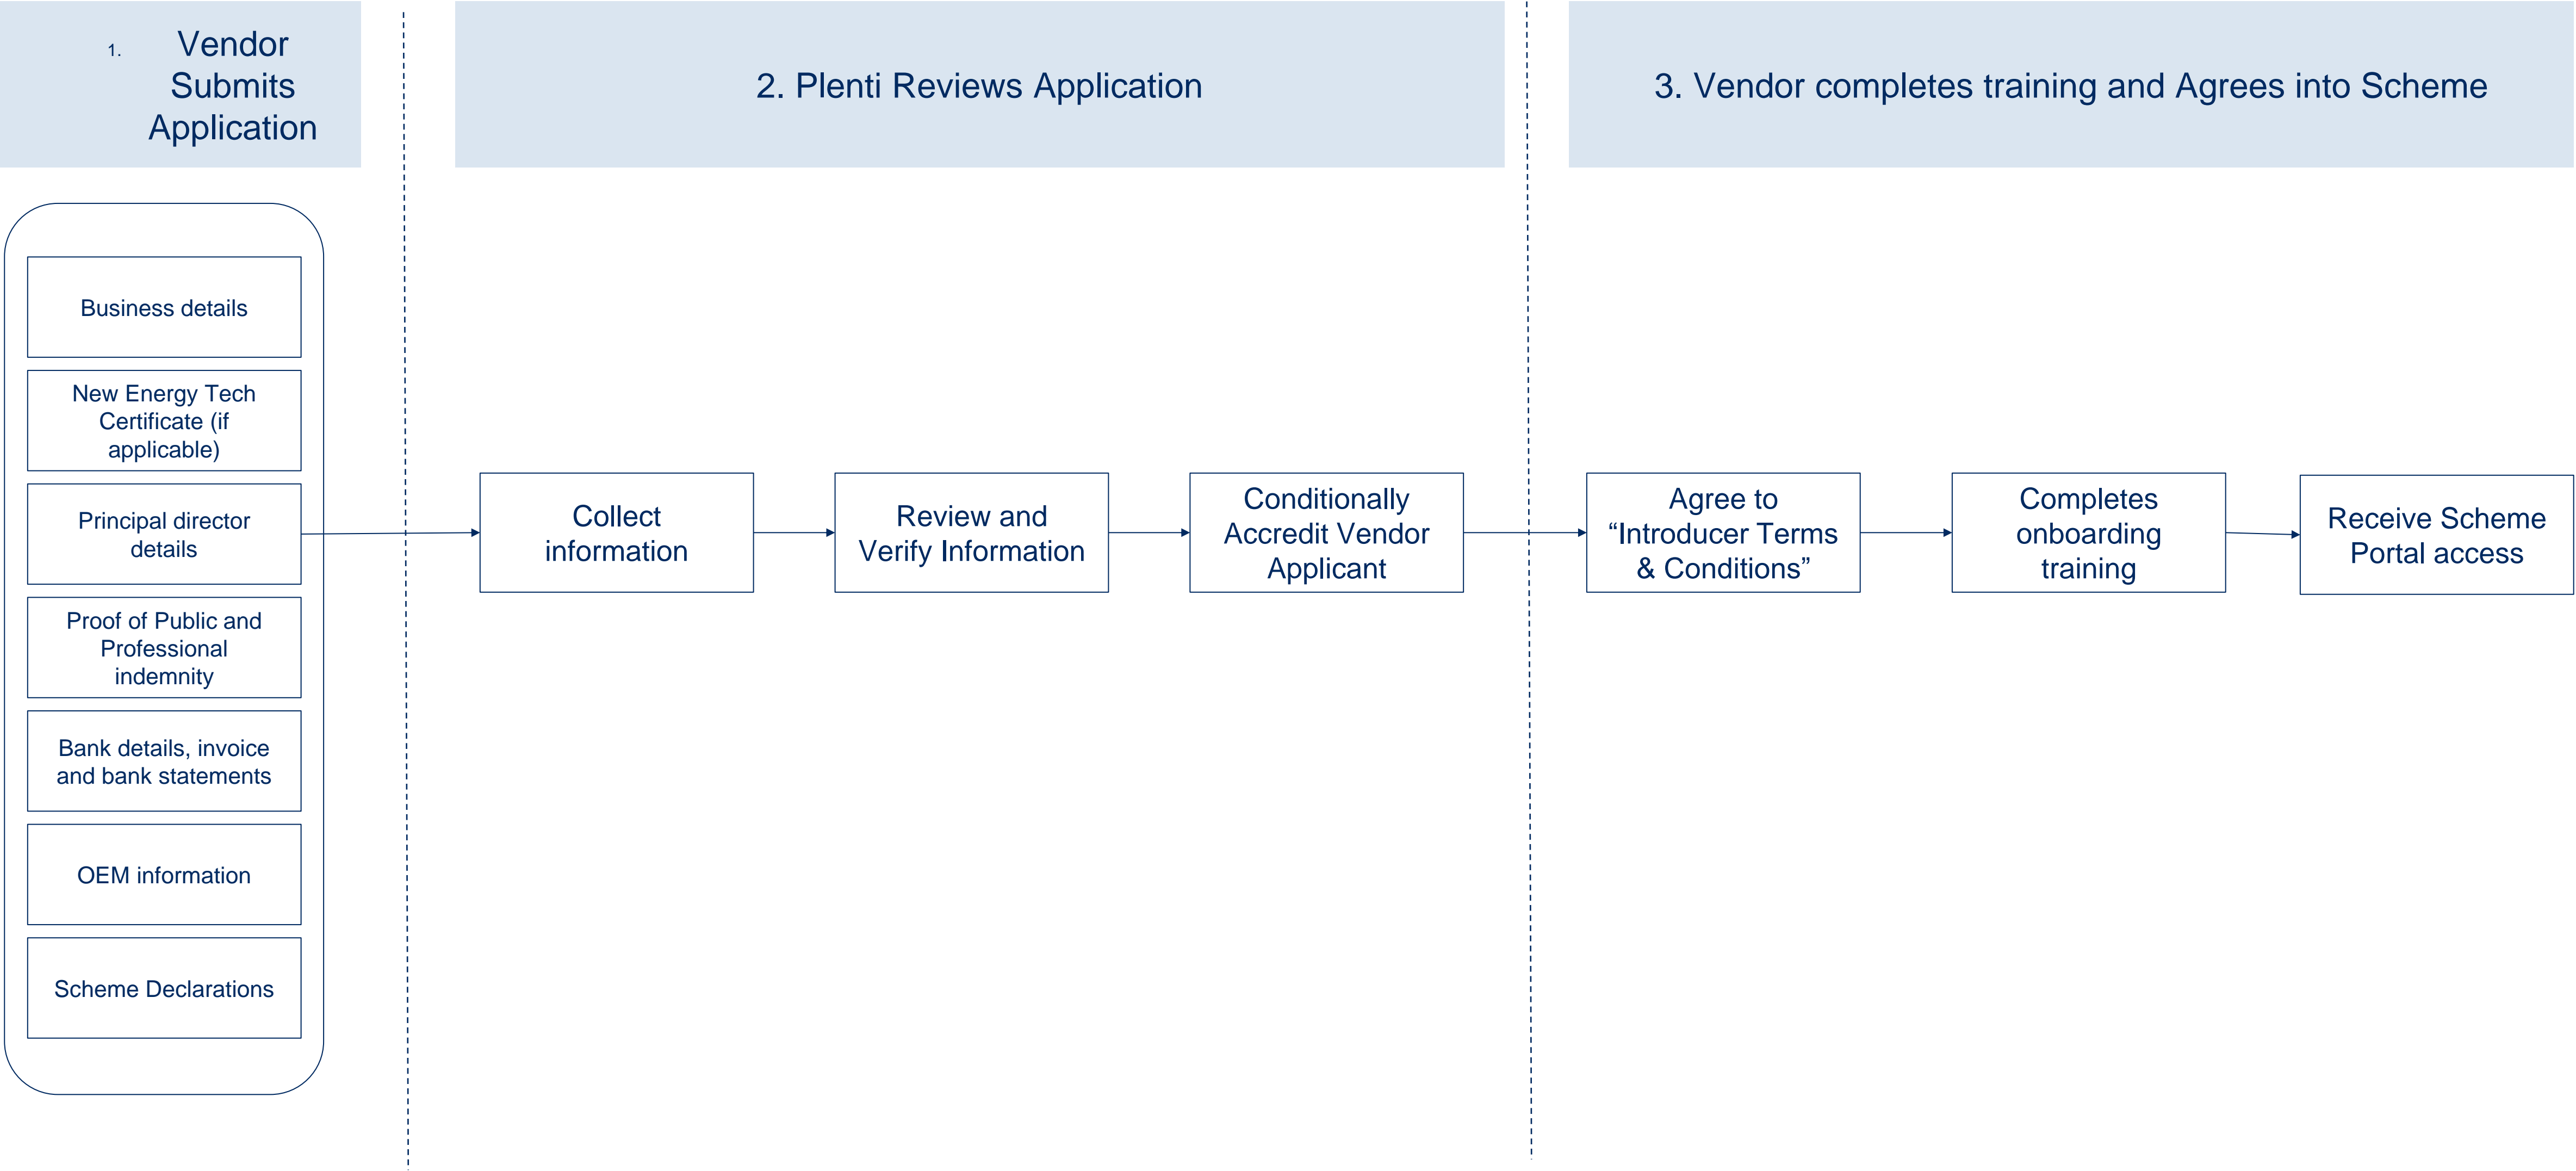 1. Vendor
Submits
Application
2. Plenti Reviews Application
3. Vendor completes training and Agrees into Scheme
Business details
New Energy Tech
Certificate (if
applicable)
Principal director
details
Proof of Public and
Professional
indemnity
Bank details, invoice
and bank statements
OEM information
Scheme Declarations
Collect
information
Review and
Verify Information
Conditionally
Accredit Vendor
Applicant
Agree to
“Introducer Terms
& Conditions”
Completes
onboarding
training
Receive Scheme
Portal access